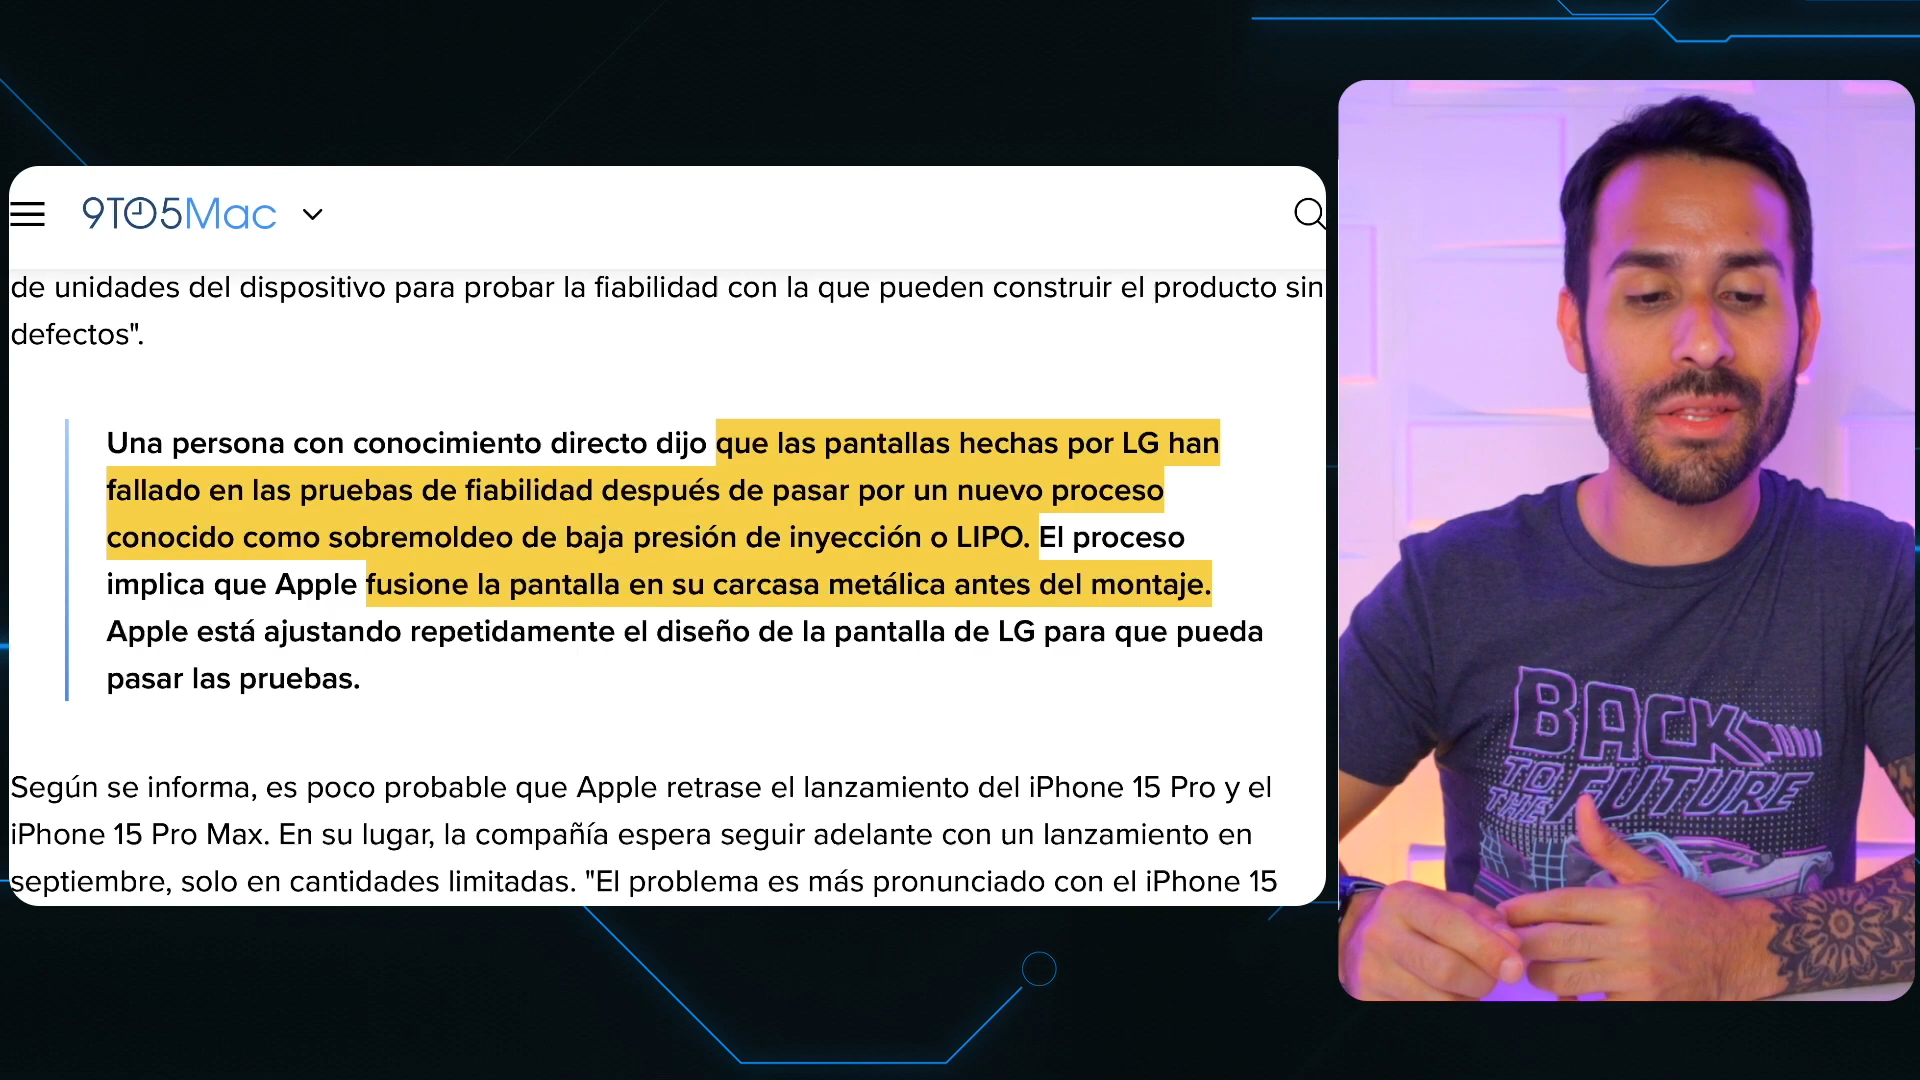 9TO5Mac
de unidades del dispositivo para probar la fiabilidad con la que pueden construir el producto sin
defectos".
Una persona con conocimiento directo dijo que las pantallas hechas por LG han
fallado en las pruebas de fiabilidad después de pasar por un nuevo proceso
conocido como sobremoldeo de baja presión de inyección o LIPO. El proceso
implica que Apple fusione la pantalla en su carcasa metálica antes del montaje.
Apple está ajustando repetidamente el diseño de la pantalla de LG para que pueda
pasar las pruebas.
Según se informa, es poco probable que Apple retrase el lanzamiento del iPhone 15 Pro y el
iPhone 15 Pro Max. En su lugar, la compañía espera seguir adelante con un lanzamiento en
septiembre, solo en cantidades limitadas. "El problema es más pronunciado con el iPhone 15
BACK
TO
THE FUTURE